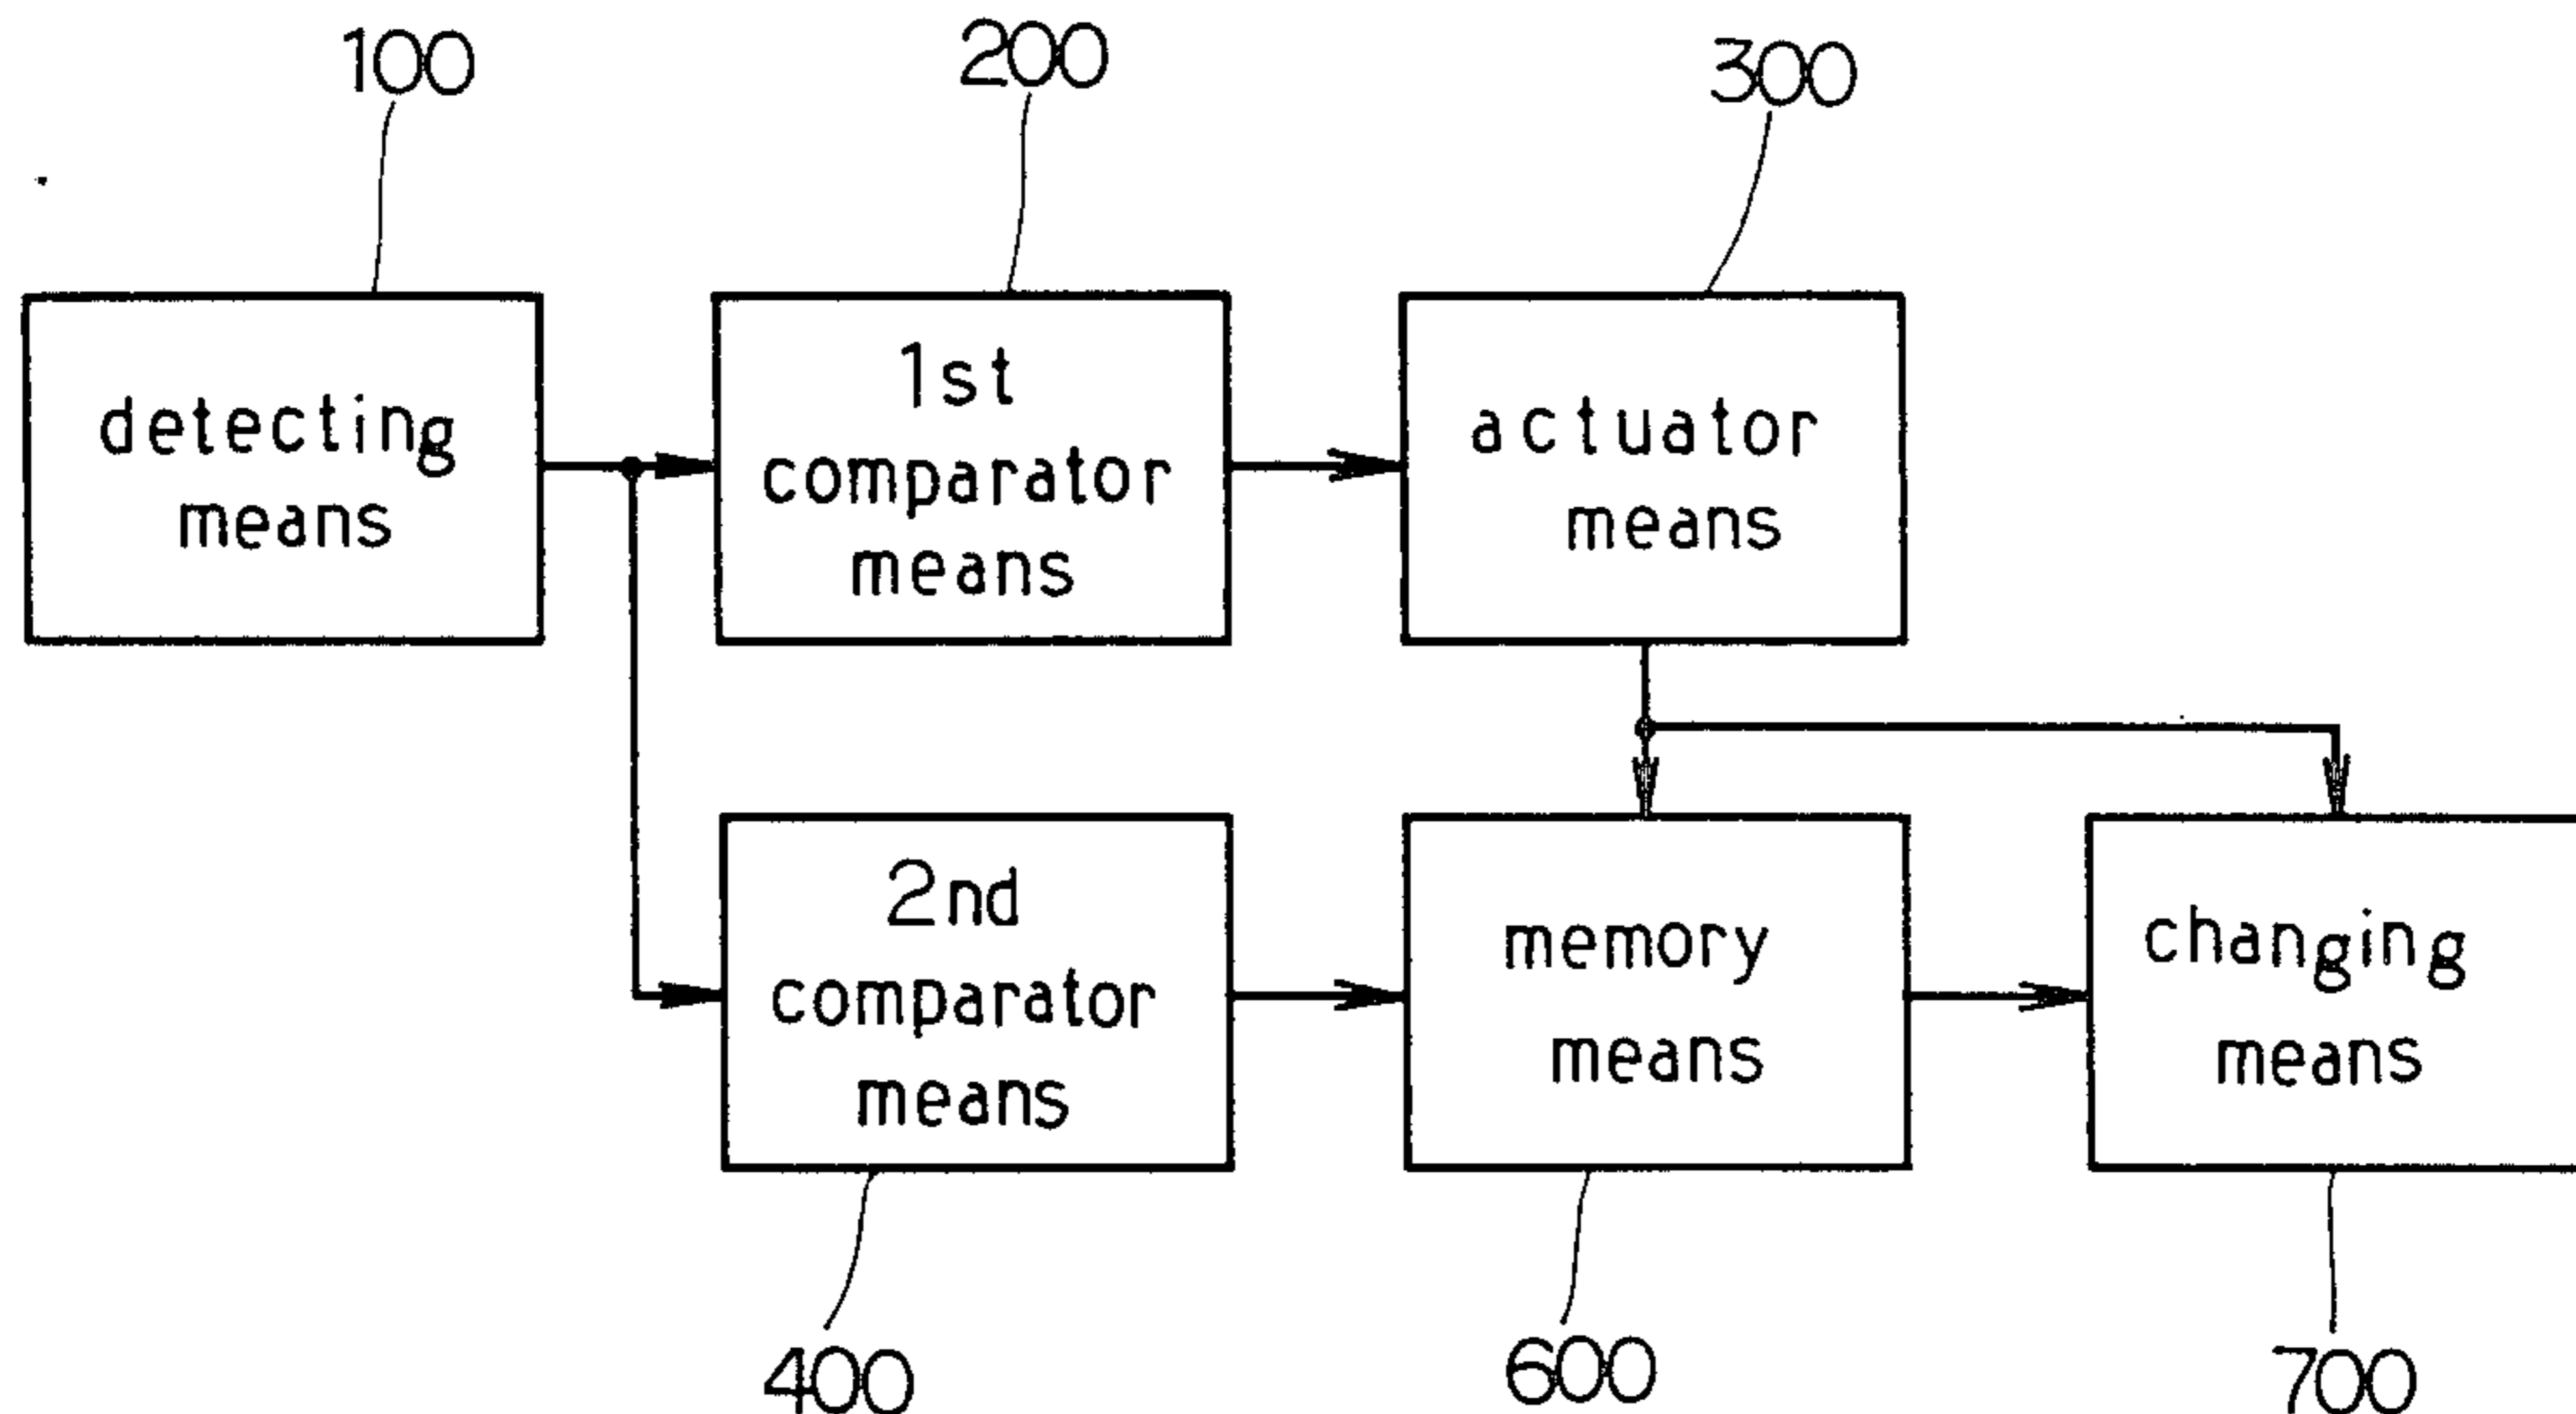 100
200
300
detecting
means
1st
comparator
means
actuator
means
2nd
comparator
means
memory
means
changing
means
400
600
700